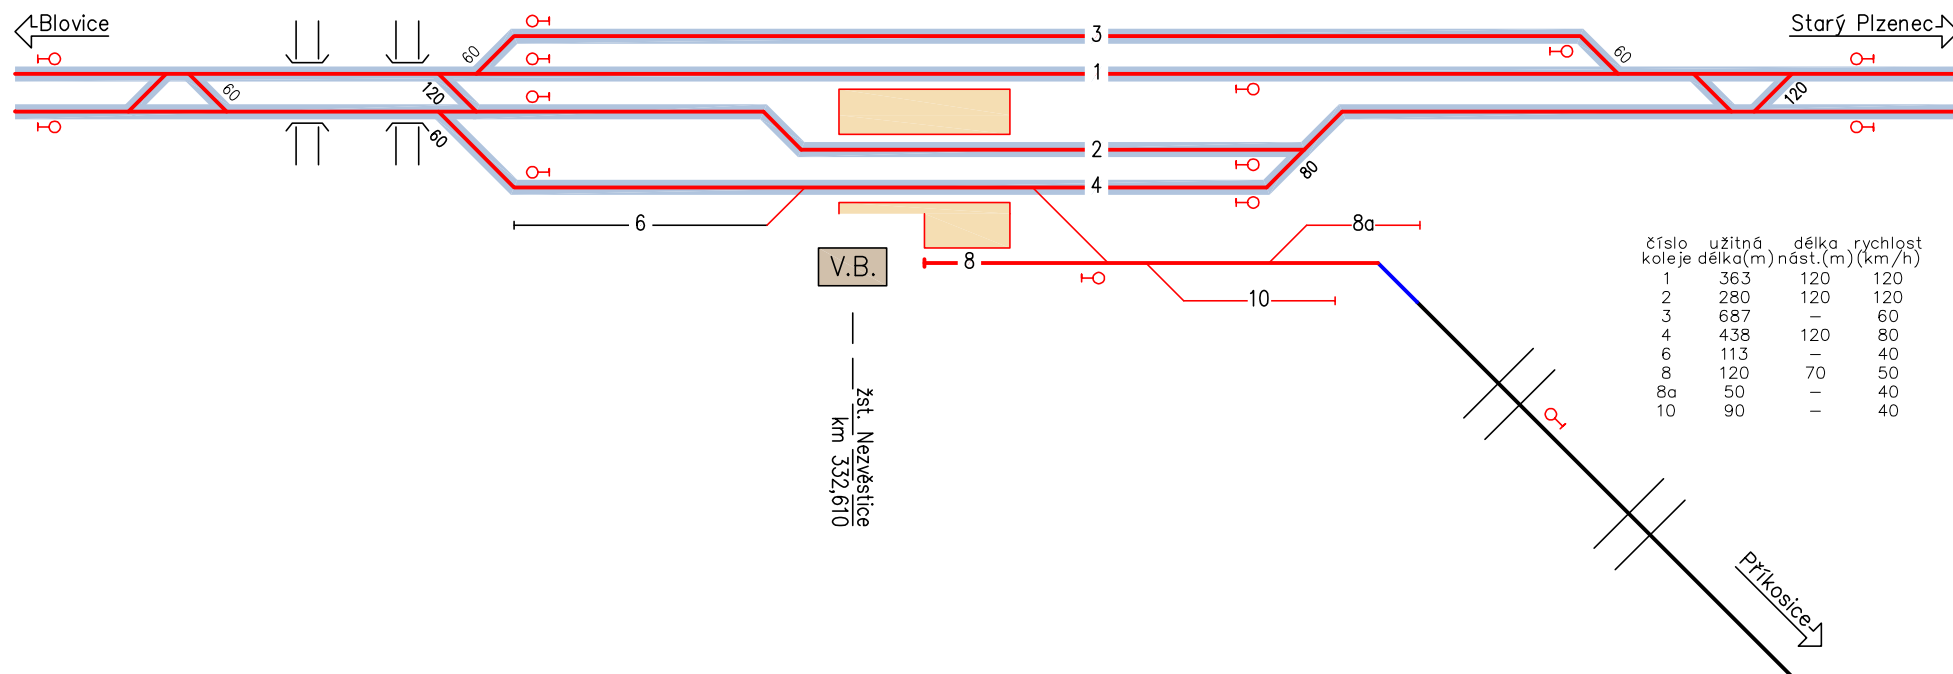 Blovice
Starý Plzenec
3
60
60
1
60
120
120
60
2
80
4
6
8a
V.B.
8
10
číslo užitná délka rychlost
koleje délka(m) nást.(m) (km/h)
1 363 120 120
2 280 120 120
3 687 – 60
4 438 120 80
6 113 – 40
8 120 70 50
8a 50 – 40
10 90 – 40
žst. Nezvěstice
km 332,610
Příkosice